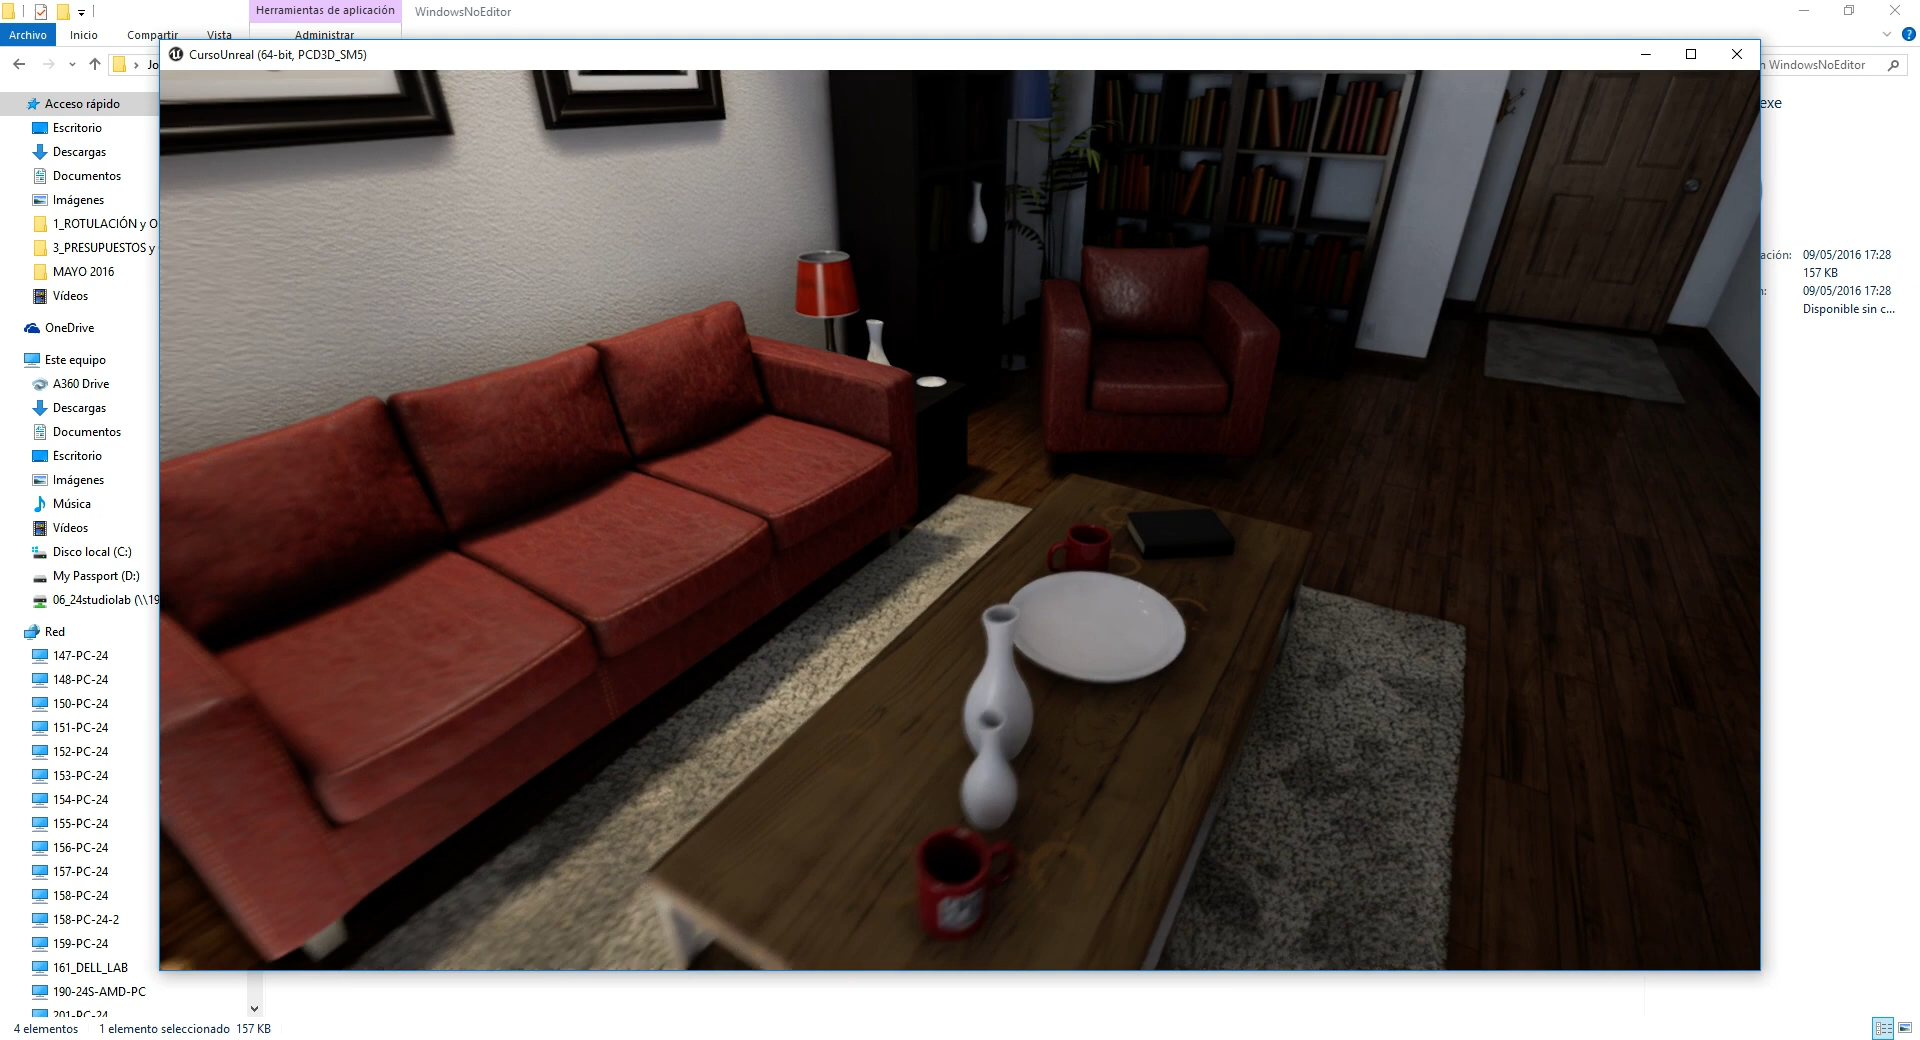 Herramientas de aplicación
WindowsNoEditor
Archivo
Inicio
Compartir
Vista
Administrar
CursoUnreal (64-bit, PCD3D_SM5)
Jo
WindowsNoEditor
exe
Acceso rápido
Escritorio
Descargas
Documentos
Imágenes
1_ROTULACIÓN y O
3_PRESUPUESTOS y
MAYO 2016
Vídeos
OneDrive
Este equipo
A360 Drive
Descargas
Documentos
Escritorio
Imágenes
Música
Vídeos
Disco local (C:)
My Passport (D:)
06_24studiolab (\\19
Red
147-PC-24
148-PC-24
150-PC-24
151-PC-24
152-PC-24
153-PC-24
154-PC-24
155-PC-24
156-PC-24
157-PC-24
158-PC-24
158-PC-24-2
159-PC-24
161_DELL_LAB
190-24S-AMD-PC
201-PC-24
ación: 09/05/2016 17:28
157 KB
n: 09/05/2016 17:28
Disponible sin c...
4 elementos 1 elemento seleccionado 157 KB